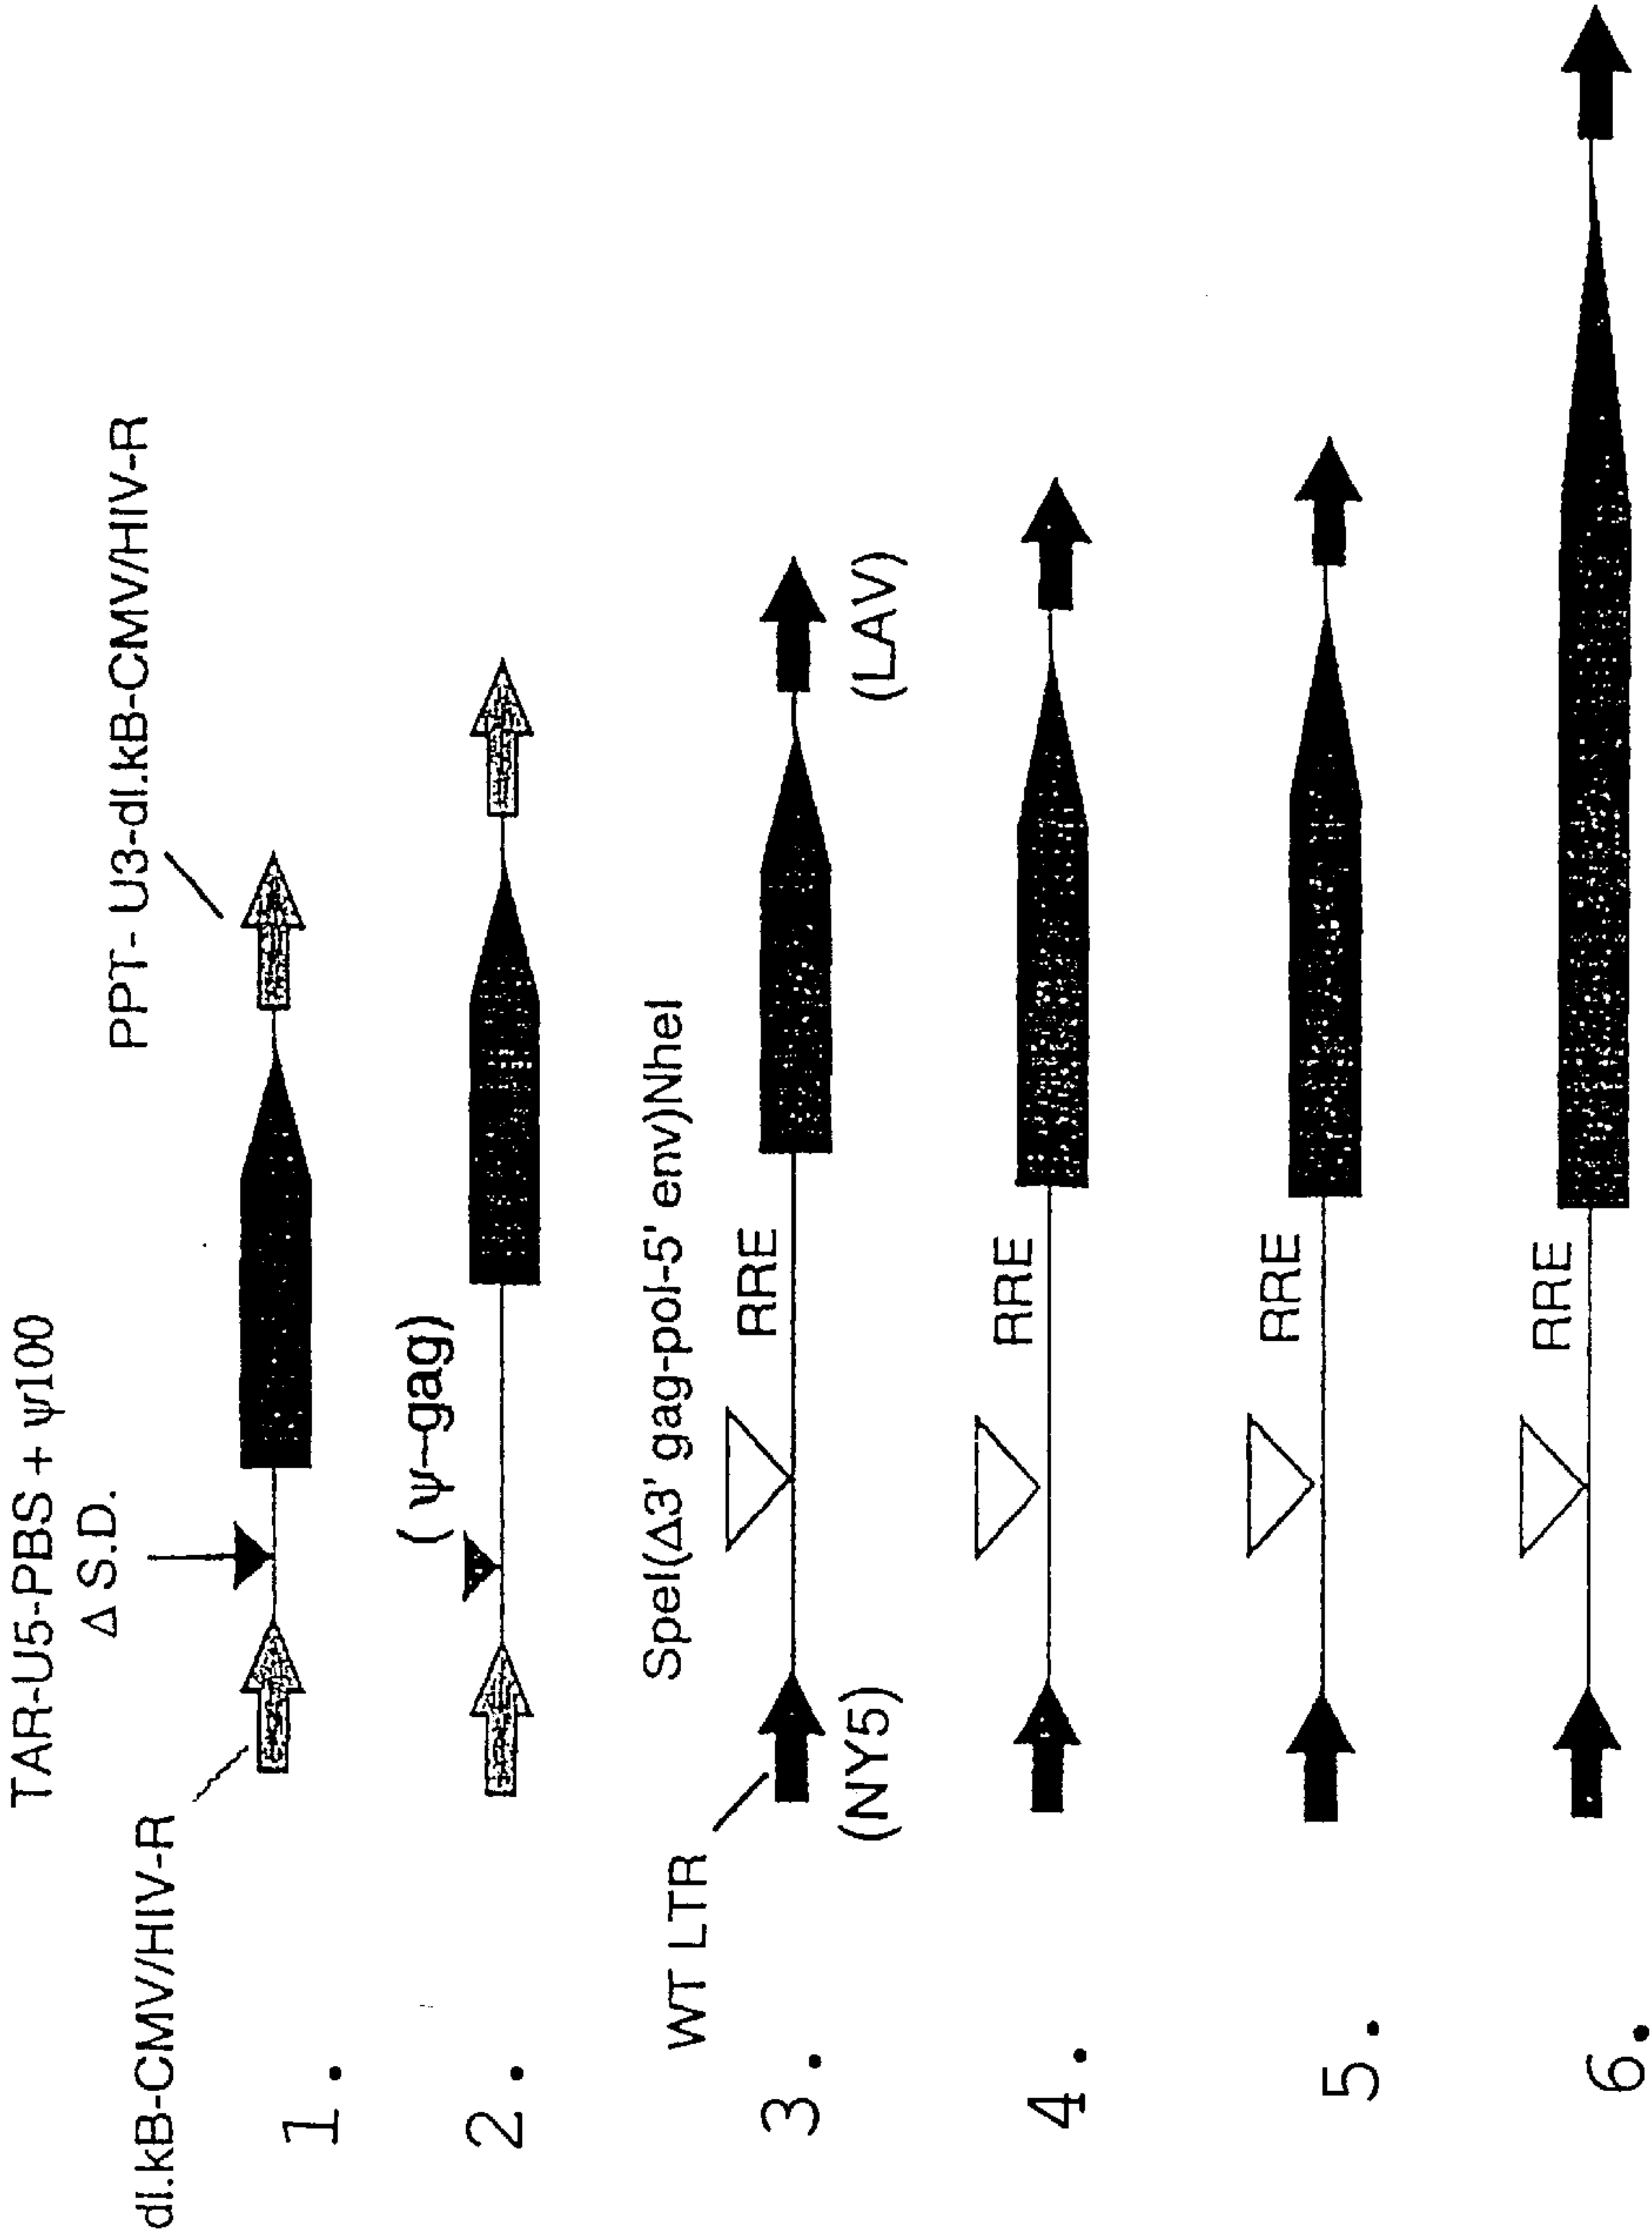 TAR-U5-PBS + ψ100
Δ S.D.
dl.kB-CMV/HIV-R
PPT- U3-dl.kB-CMV/HIV-R
1.
(ψ-gag)
2.
SpeI(Δ3' gag-pol-5' env)NheI
WT LTR
RRE
(NY5)
(LAV)
3.
RRE
4.
RRE
5.
RRE
6.